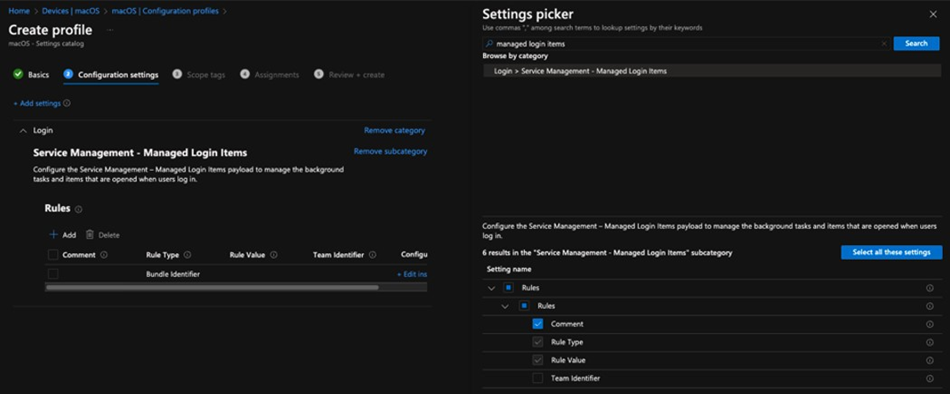 Home > Devices | macOS > macOS | Configuration profiles >
Create profile ...
macOS - Settings catalog
Basics
2 Configuration settings
3 Scope tags
4 Assignments
5 Review + create
+ Add settings
Login
Remove category
Service Management - Managed Login Items
Remove subcategory
Configure the Service Management – Managed Login Items payload to manage the background
tasks and items that are opened when users log in.
Rules
+ Add
Delete
Comment
Rule Type
Rule Value
Team Identifier
Configu
Bundle Identifier
+ Edit ins
Settings picker
Use commas "," among search terms to lookup settings by their keywords
managed login items
Search
Browse by category
Login > Service Management - Managed Login Items
Configure the Service Management – Managed Login Items payload to manage the background tasks and items that are opened when users
log in.
6 results in the "Service Management - Managed Login Items" subcategory
Select all these settings
Setting name
Rules
Rules
Comment
Rule Type
Rule Value
Team Identifier